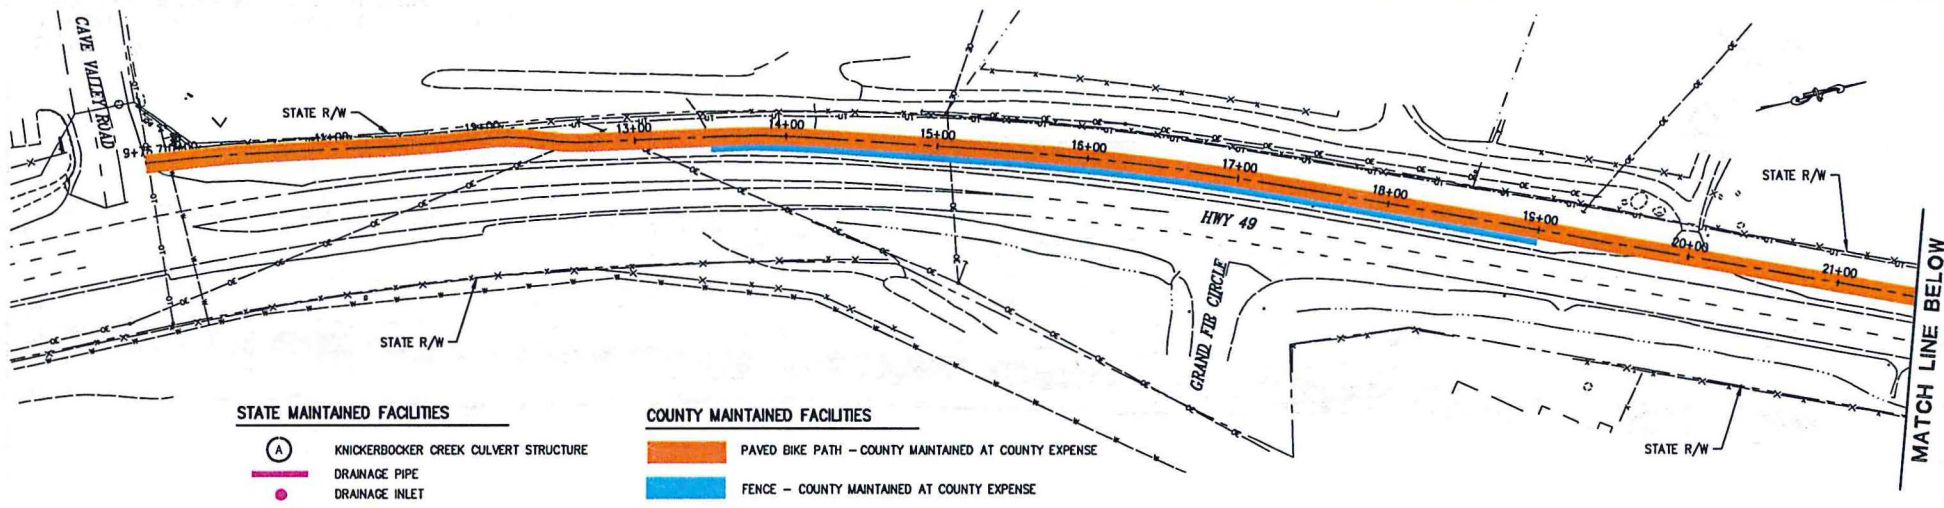 CAVE VALLEY ROAD
STATE R/W
11+00
12+00
13+00
14+00
15+00
16+00
17+00
18+00
19+00
20+00
21+00
HWY 49
GRAND FIR CIRCLE
STATE R/W
STATE R/W
STATE R/W
MATCH LINE BELOW
STATE MAINTAINED FACILITIES
A KNICKERBOCKER CREEK CULVERT STRUCTURE
DRAINAGE PIPE
DRAINAGE INLET
COUNTY MAINTAINED FACILITIES
PAVED BIKE PATH – COUNTY MAINTAINED AT COUNTY EXPENSE
FENCE – COUNTY MAINTAINED AT COUNTY EXPENSE